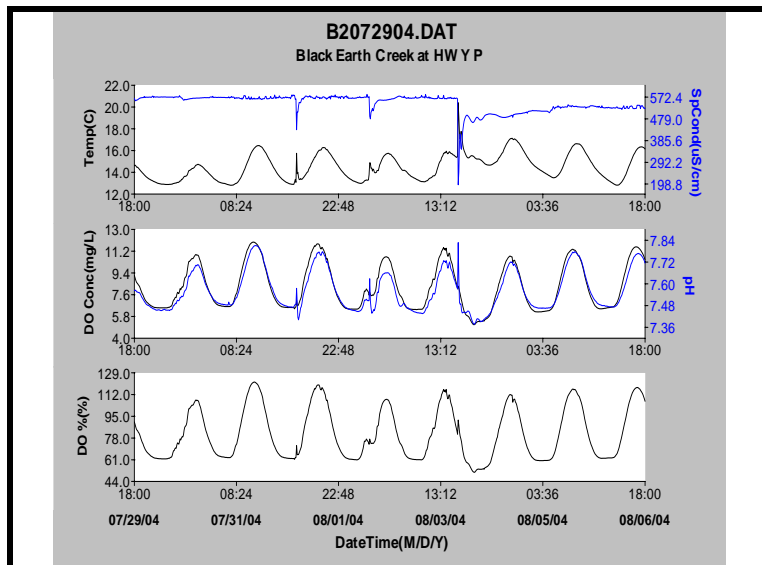 B2072904.DAT
Black Earth Creek at HWY P
Temp(C)
22.0
20.0
18.0
16.0
14.0
12.0
SpCond(uS/cm)
572.4
479.0
385.6
292.2
198.8
18:00 08:24 22:48 13:12 03:36 18:00
DO Conc(mg/L)
13.0
11.2
9.4
7.6
5.8
4.0
pH
7.84
7.72
7.60
7.48
7.36
18:00 08:24 22:48 13:12 03:36 18:00
DO %(%)
129.0
112.0
95.0
78.0
61.0
44.0
18:00 08:24 22:48 13:12 03:36 18:00
07/29/04 07/31/04 08/01/04 08/03/04 08/05/04 08/06/04
DateTime(M/D/Y)